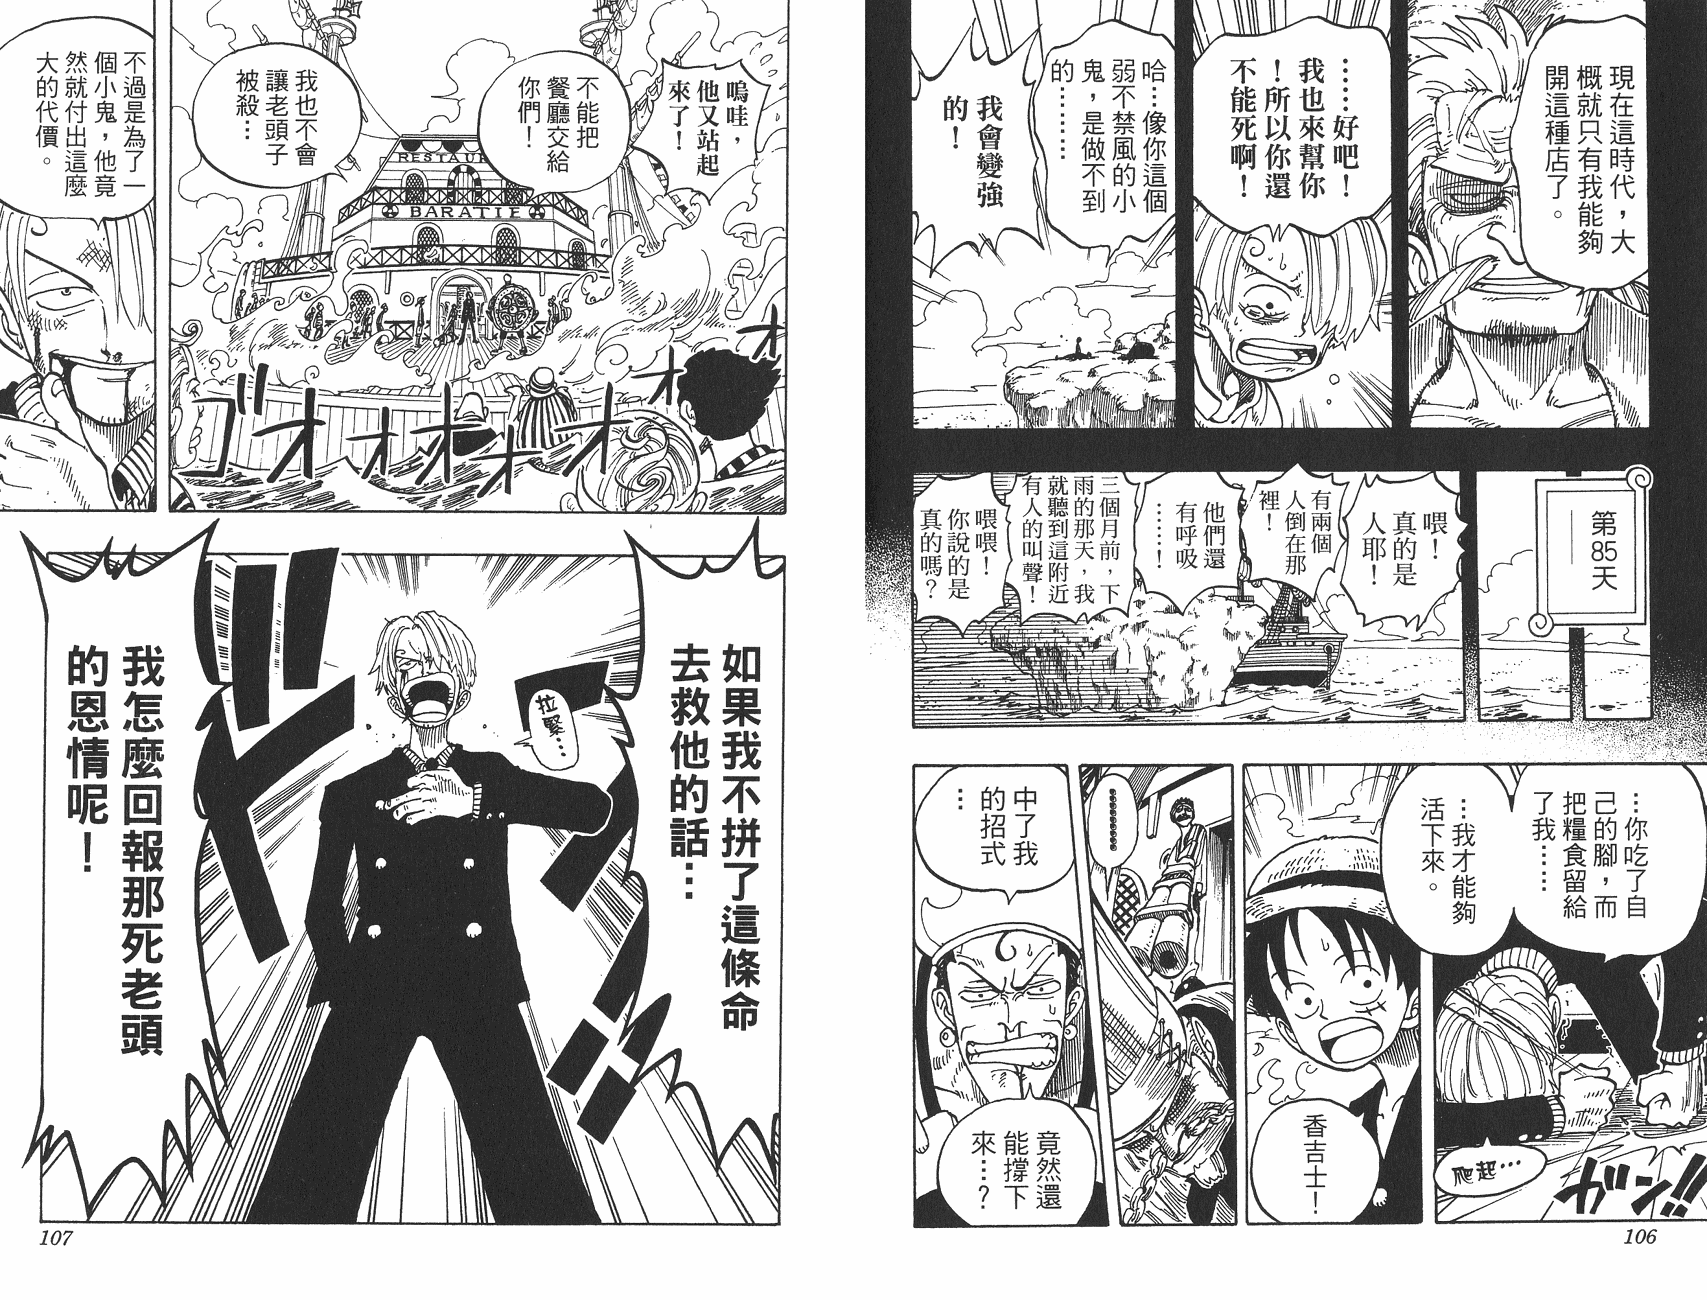 現在這時代，大
概就只有我能夠
開這種店了。
……好吧！
我也來幫你
！所以你還
不能死啊！
哈…像你這個
弱不禁風的小
鬼，是做不到
的………
我會變強
的！
第85天
喂！
真的是
人耶！
有兩個
人倒在那
裡！
他們還
有呼吸
……！
三個月前，下
雨的那天，我
就聽到這附近
有人的叫聲！
喂喂！
你說的是
真的嗎？
…你吃了自
己的腳，而
把糧食留給
了我……
…我才能夠
活下來。
爬起…
ガン!!
香吉士！
…………
中了我
的招式
…
竟然還
能撐下
來…？
106
嗚哇，
他又站起
來了！
不能把
餐廳交給
你們！
我也不會
讓老頭子
被殺…
RESTAUR
BARATIE
ゴオオオオオ
不過是為了一
個小鬼，他竟
然就付出這麼
大的代價。
如果我不拼了這條命
去救他的話…
拉緊…
我怎麼回報那死老頭
的恩情呢！
107